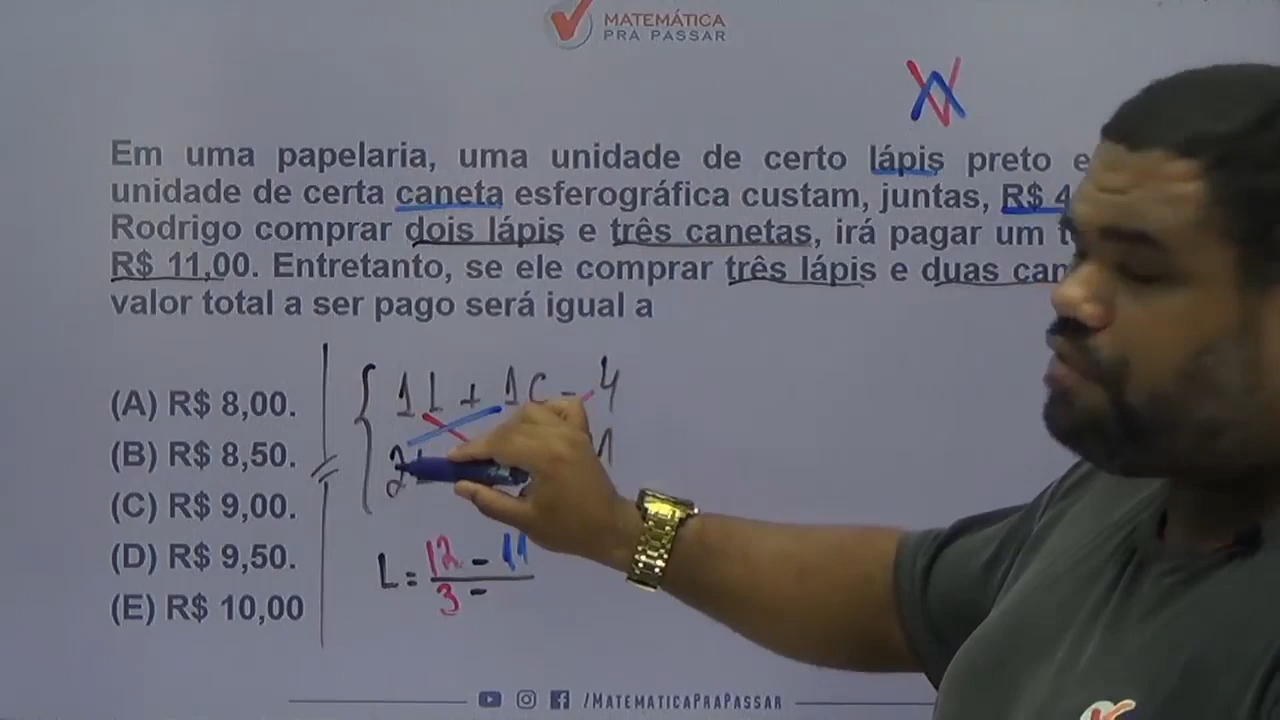 MATEMÁTICA
PRA PASSAR
Em uma papelaria, uma unidade de certo lápis preto e
unidade de certa caneta esferográfica custam, juntas, R$ 4
Rodrigo comprar dois lápis e três canetas, irá pagar um
R$ 11,00. Entretanto, se ele comprar três lápis e duas can
valor total a ser pago será igual a
(A) R$ 8,00.
(B) R$ 8,50.
(C) R$ 9,00.
(D) R$ 9,50.
(E) R$ 10,00
1L + 1C = 4
2
L = 12 - 11
3 -
/MATEMATICAPRAPASSAR